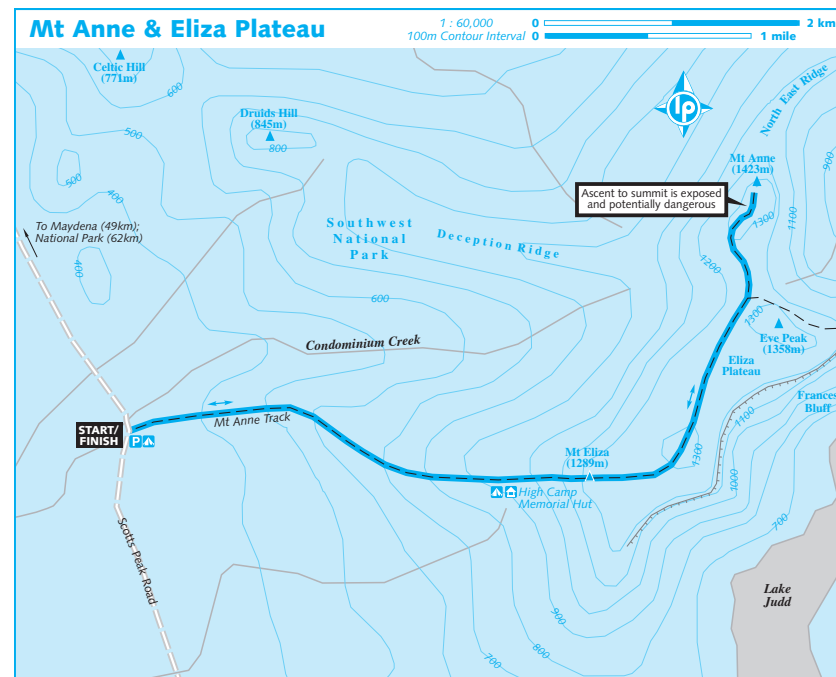 Mt Anne & Eliza Plateau
1 : 60,000
0
2 km
100m Contour Interval
0
1 mile
Celtic Hill
(771m)
600
500
Druids Hill
(845m)
800
lp
North East Ridge
Mt Anne
(1423m)
900
500
400
Ascent to summit is exposed
and potentially dangerous
1300
1100
To Maydena (49km);
National Park (62km)
Southwest
National
Park
Deception Ridge
400
1200
600
1300
Eve Peak
(1358m)
Condominium Creek
Eliza
Plateau
Frances
Bluff
START/
FINISH
P
Mt Anne Track
1100
Mt Eliza
(1289m)
1300
1000
High Camp
Memorial Hut
700
Scotts Peak Road
Lake
Judd
900
800
700